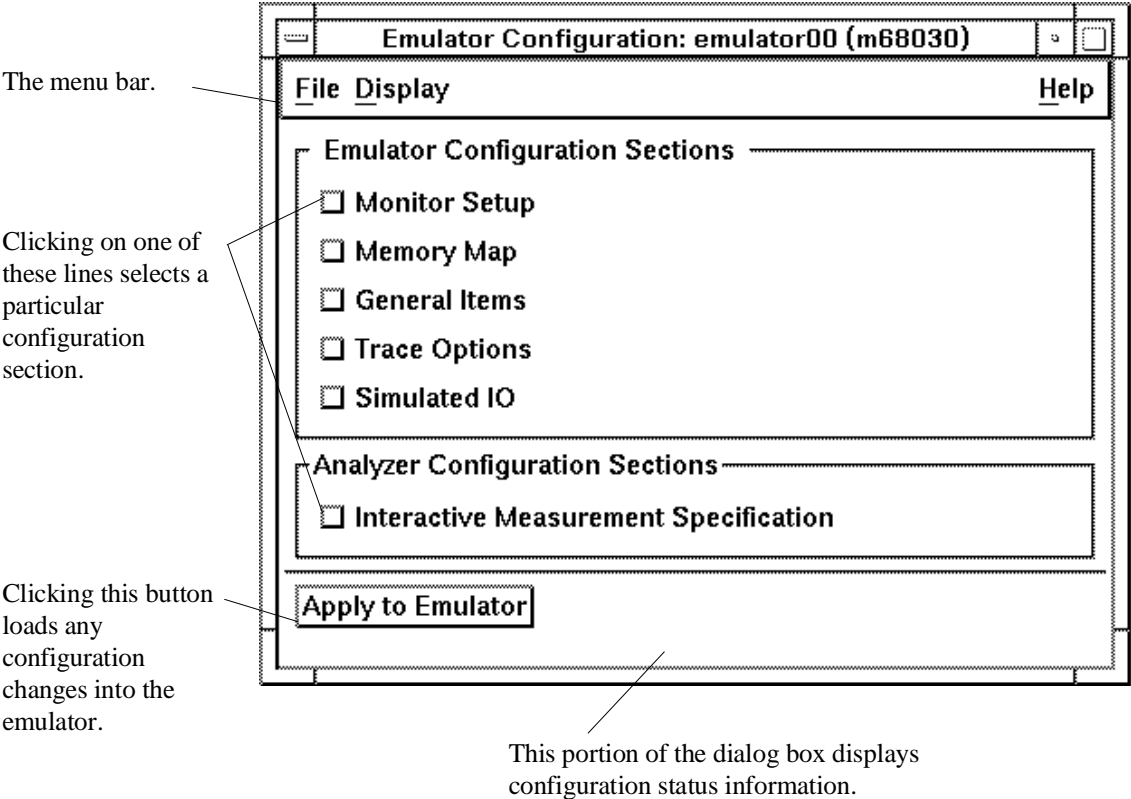 Emulator Configuration: emulator00 (m68030)
The menu bar.
File Display Help
Emulator Configuration Sections
Monitor Setup
Memory Map
General Items
Trace Options
Simulated IO
Clicking on one of
these lines selects a
particular
configuration
section.
Analyzer Configuration Sections
Interactive Measurement Specification
Clicking this button
loads any
configuration
changes into the
emulator.
Apply to Emulator
This portion of the dialog box displays
configuration status information.